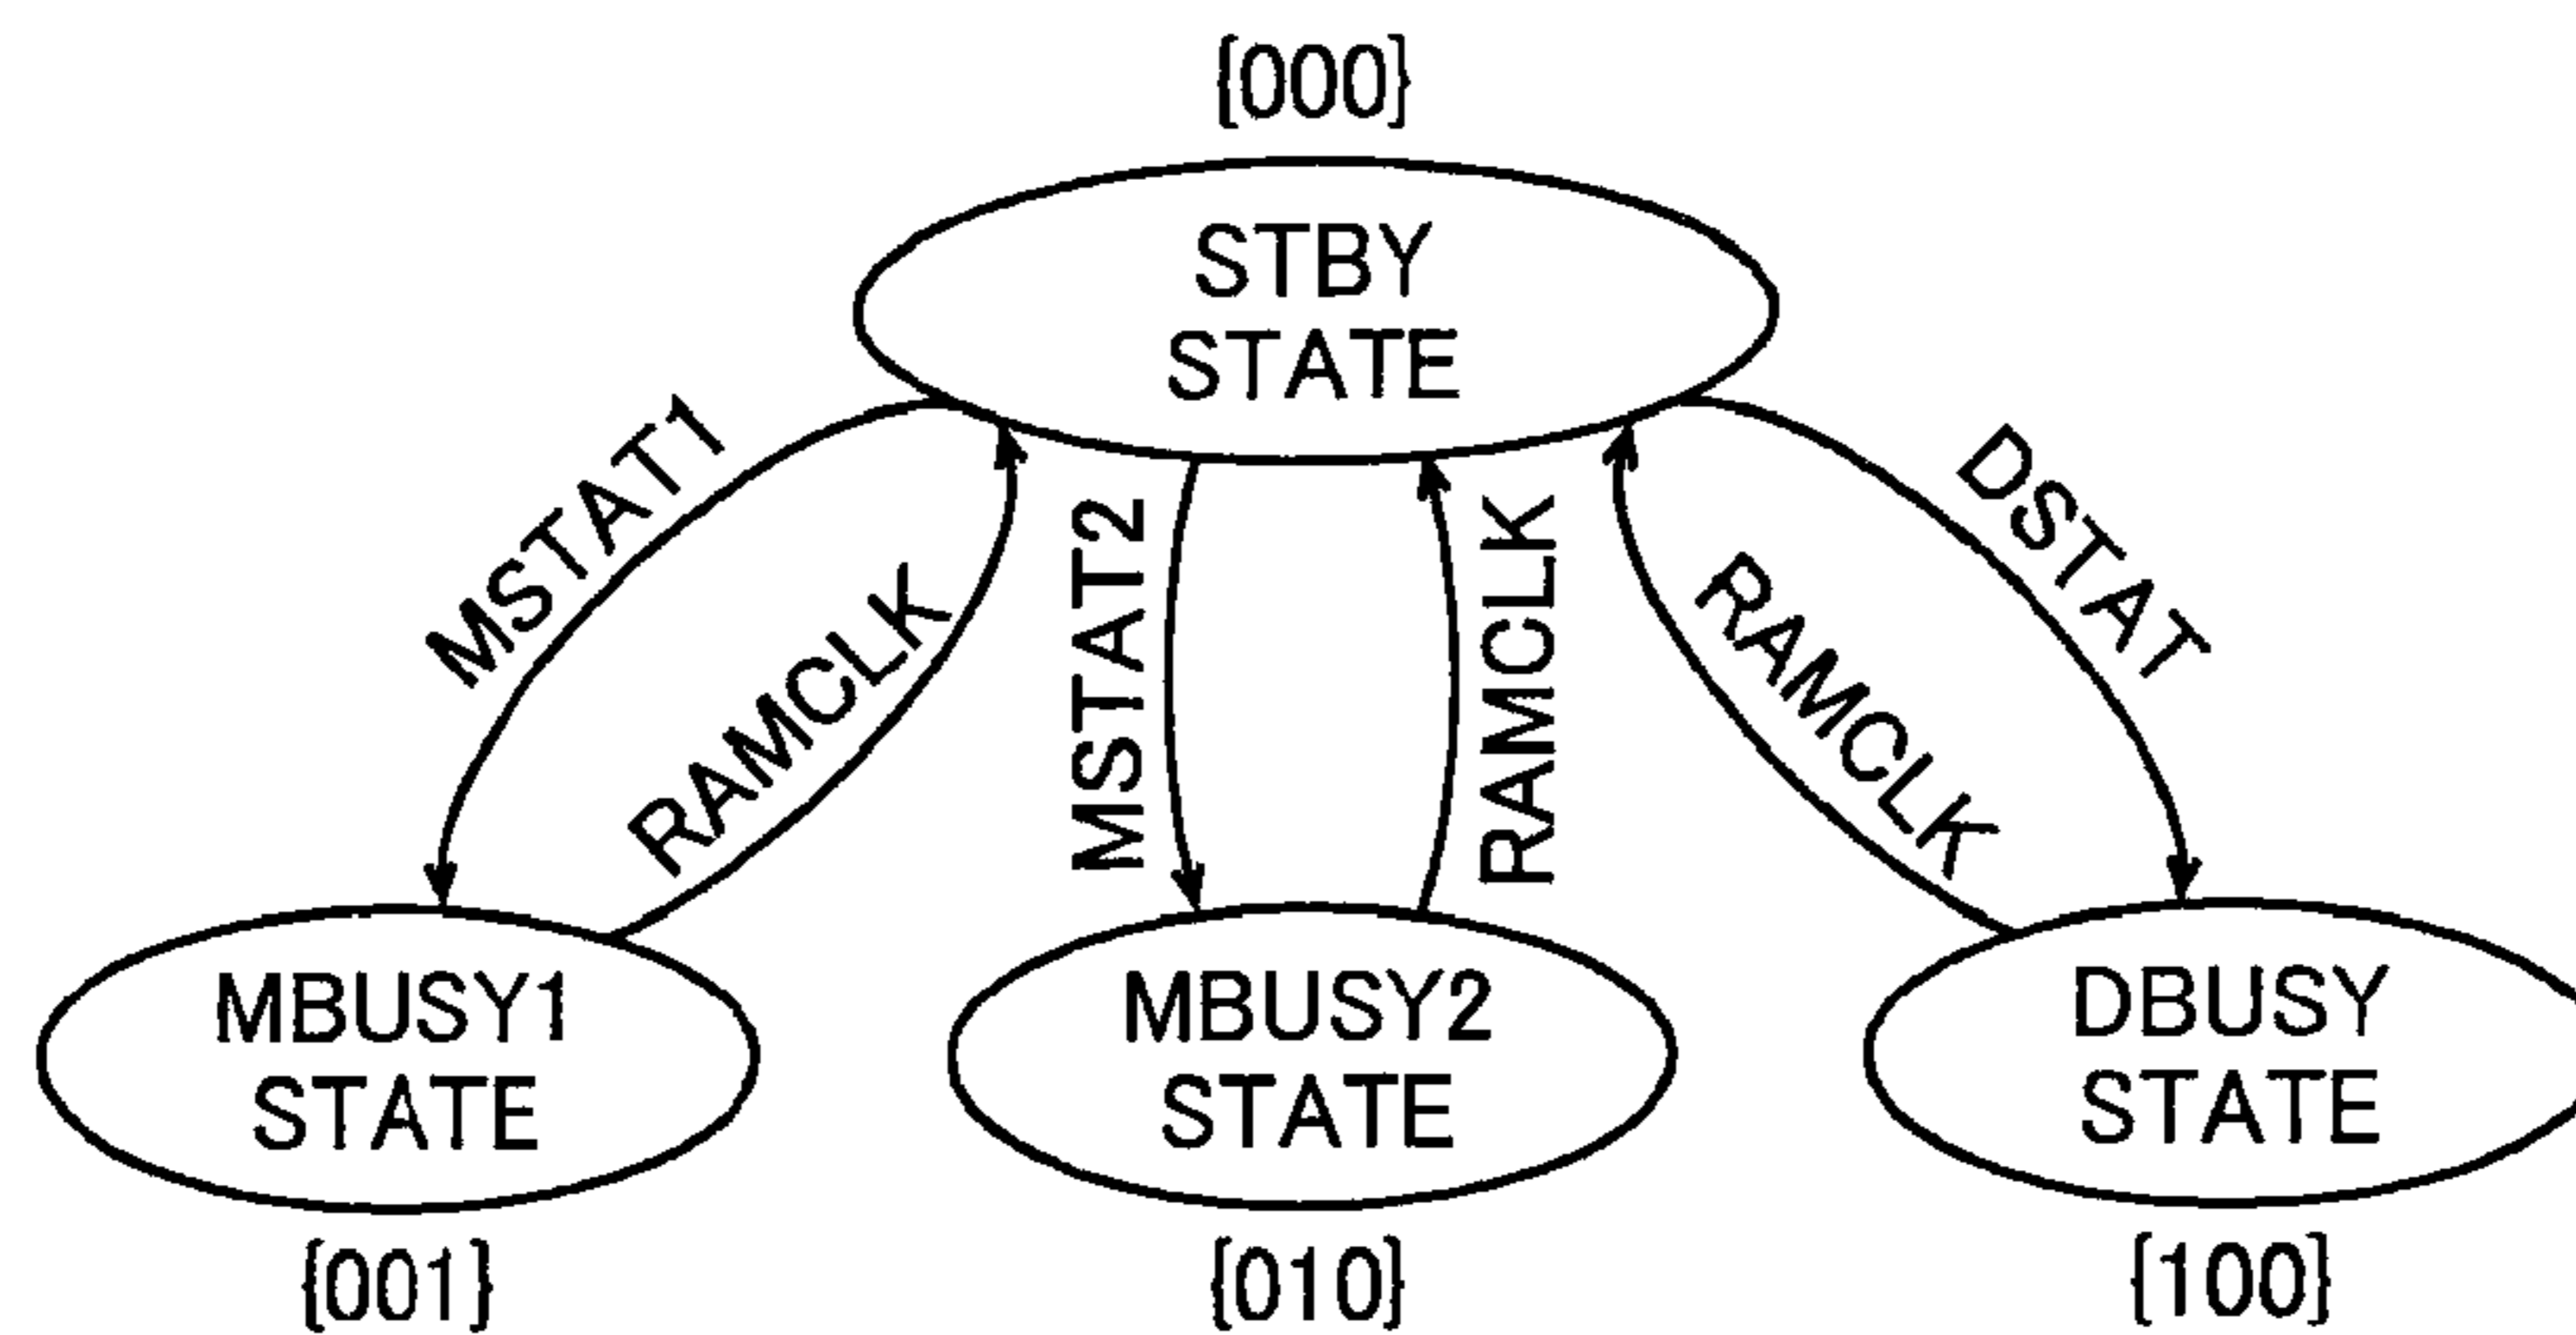 {000}
STBY
STATE
MSTAT1
RAMCLK
MSTAT2
RAMCLK
RAMCLK
DSTAT
MBUSY1
STATE
{001}
MBUSY2
STATE
{010}
DBUSY
STATE
{100}